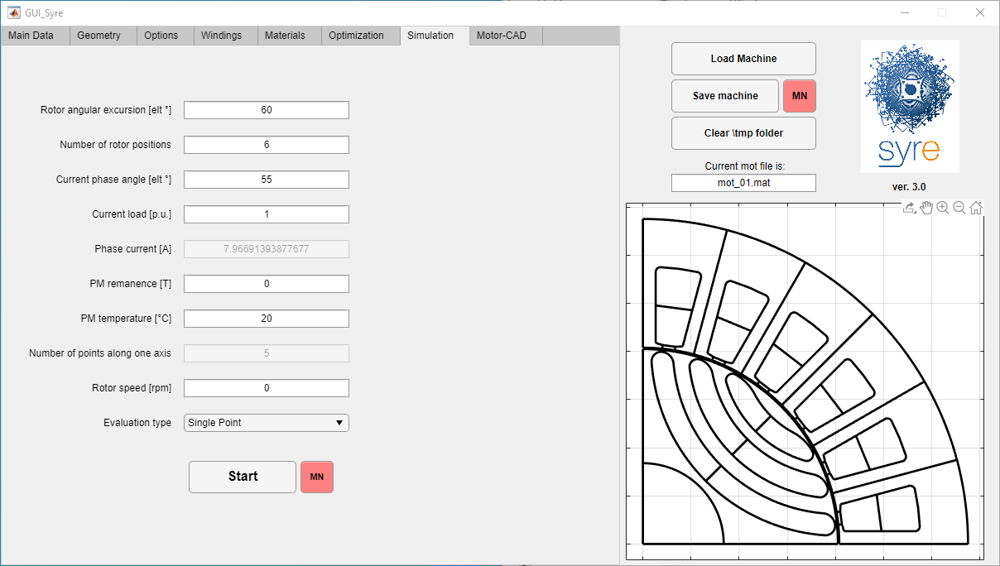 GUI_Syre
Main Data
Geometry
Options
Windings
Materials
Optimization
Simulation
Motor-CAD
Rotor angular excursion [elt °]
60
Number of rotor positions
6
Current phase angle [elt °]
55
Current load [p.u.]
1
Phase current [A]
7.96691393877677
PM remanence [T]
0
PM temperature [°C]
20
Number of points along one axis
5
Rotor speed [rpm]
0
Evaluation type
Single Point
Start
MN
Load Machine
Save machine
MN
Clear \tmp folder
Current mot file is:
mot_01.mat
syre
ver. 3.0